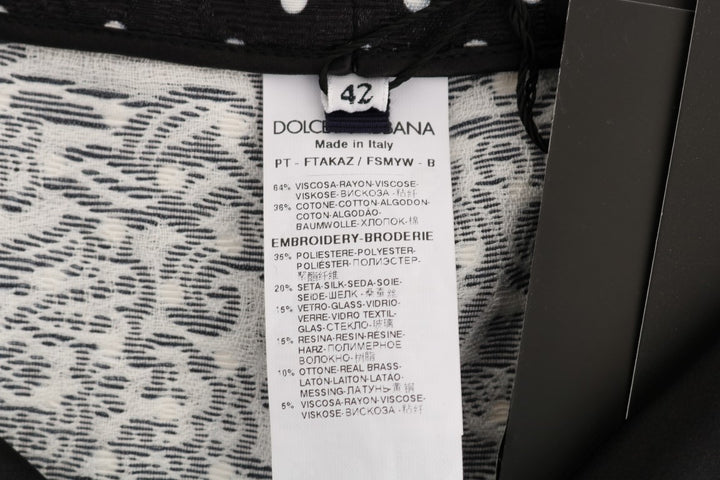 42
DOLCE BANA
Made in Italy
PT - FTAKAZ / FSMYW - B
64% VISCOSA-RAYON-VISCOSE-
VISKOSE-ВИСКОЗА - 粘纤
36% COTONE-COTTON-ALGODON-
COTON-ALGODÃO-
BAUMWOLLE-ХЛОПОК-棉
EMBROIDERY-BRODERIE
35% POLIESTERE-POLYESTER-
POLIÉSTER-ПОЛИЭСТЕР-
聚酯纤维
20% SETA-SILK-SEDA-SOIE-
SEIDE-ШЕЛК - 桑蚕丝
15% VETRO-GLASS-VIDRIO-
VERRE-VIDRO TEXTIL-
GLAS-СТЕКЛО-玻璃
15% RESINA-RESIN-RESINE-
HARZ-ПОЛИМЕРНОЕ
ВОЛОКНО-树脂
10% OTTONE-REAL BRASS-
LATON-LAITON-LATAO-
MESSING-ЛАТУНЬ-黄铜
5% VISCOSA-RAYON-VISCOSE-
VISKOSE-ВИСКОЗА - 粘纤